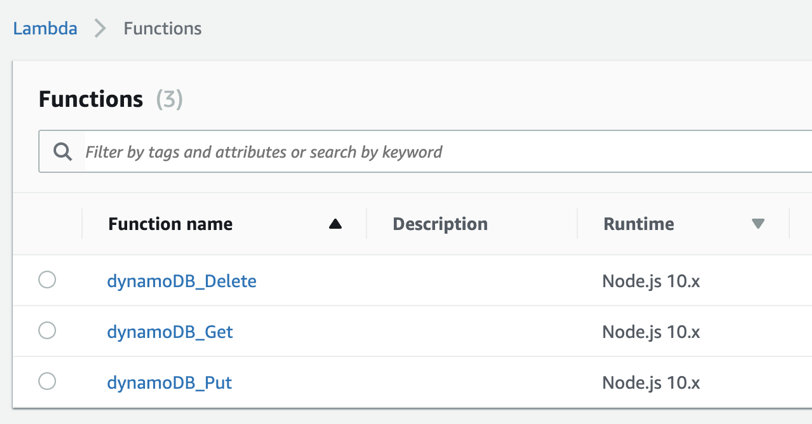 Lambda > Functions
Functions (3)
Filter by tags and attributes or search by keyword
Function name Description Runtime
dynamoDB_Delete Node.js 10.x
dynamoDB_Get Node.js 10.x
dynamoDB_Put Node.js 10.x